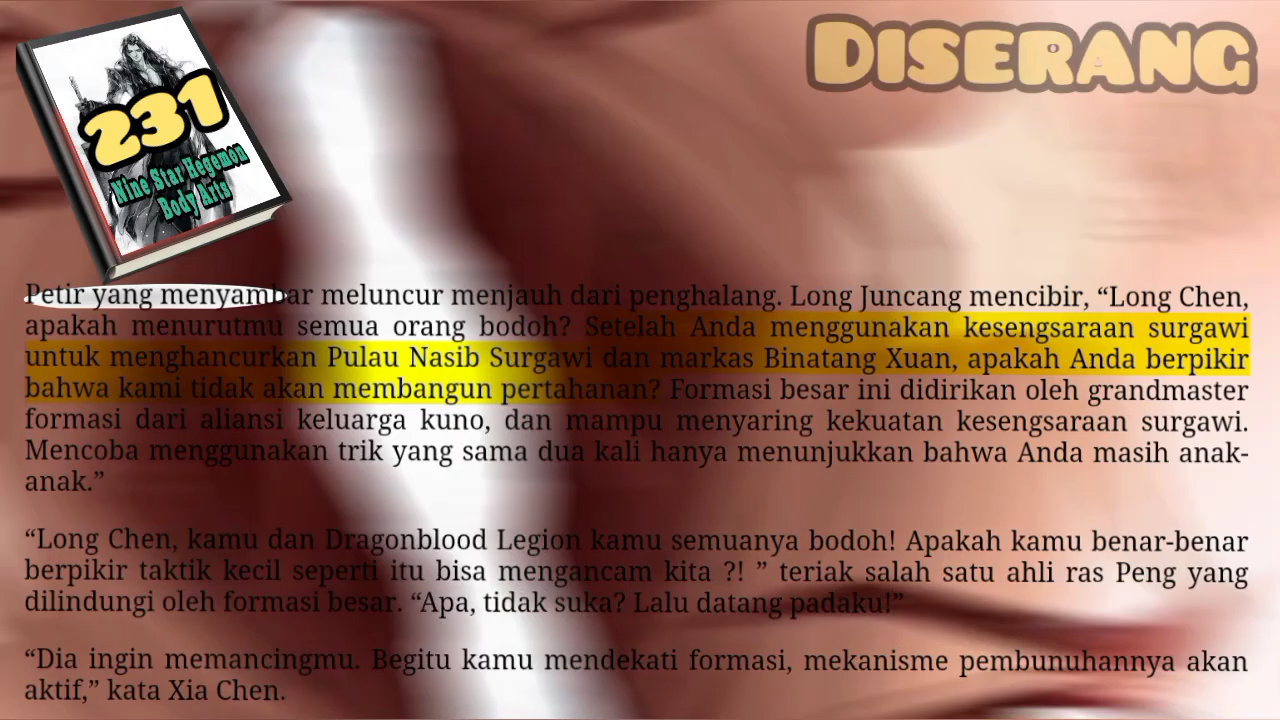 DISERANG
231
Nine Star Hegemon
Body Arts
Petir yang menyambar meluncur menjauh dari penghalang. Long Juncang mencibir, “Long Chen,
apakah menurutmu semua orang bodoh? Setelah Anda menggunakan kesengsaraan surgawi
untuk menghancurkan Pulau Nasib Surgawi dan markas Binatang Xuan, apakah Anda berpikir
bahwa kami tidak akan membangun pertahanan? Formasi besar ini didirikan oleh grandmaster
formasi dari aliansi keluarga kuno, dan mampu menyaring kekuatan kesengsaraan surgawi.
Mencoba menggunakan trik yang sama dua kali hanya menunjukkan bahwa Anda masih anak-
anak.”
“Long Chen, kamu dan Dragonblood Legion kamu semuanya bodoh! Apakah kamu benar-benar
berpikir taktik kecil seperti itu bisa mengancam kita ?! ” teriak salah satu ahli ras Peng yang
dilindungi oleh formasi besar. “Apa, tidak suka? Lalu datang padaku!”
“Dia ingin memancingmu. Begitu kamu mendekati formasi, mekanisme pembunuhannya akan
aktif,” kata Xia Chen.